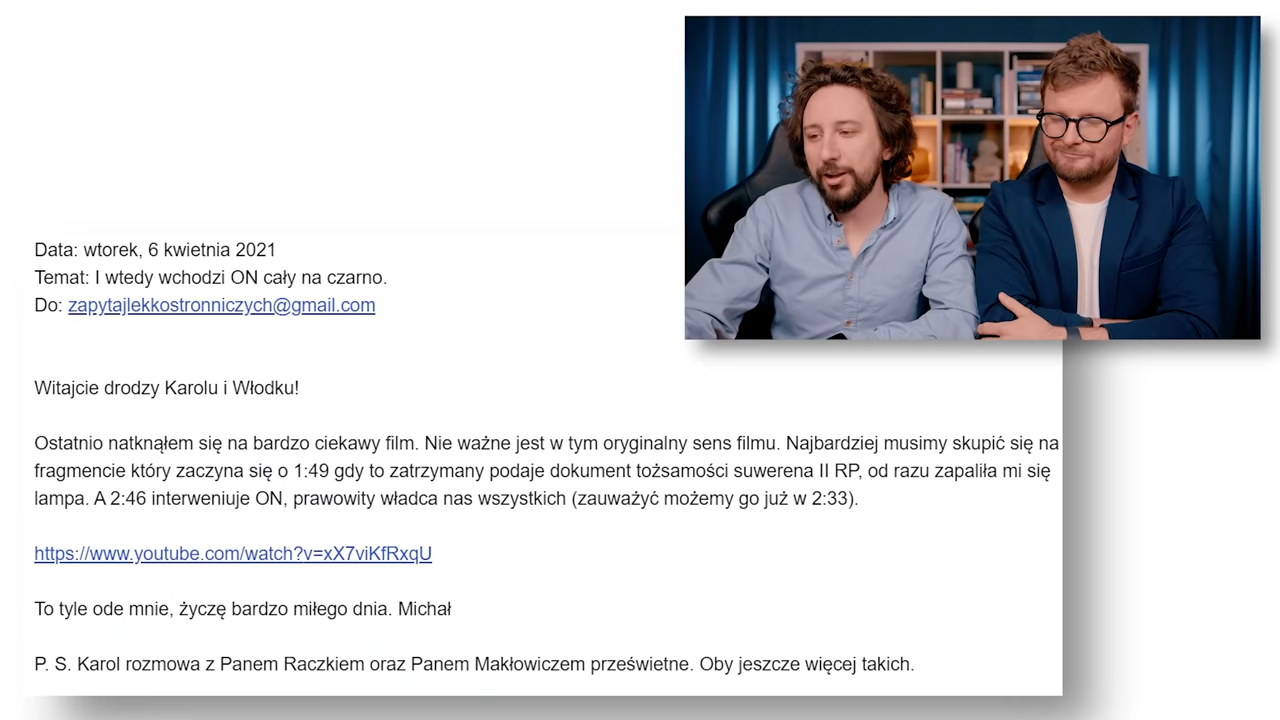 Data: wtorek, 6 kwietnia 2021
Temat: I wtedy wchodzi ON cały na czarno.
Do: zapytajlekkostronniczych@gmail.com
Witajcie drodzy Karolu i Włodku!
Ostatnio natknąłem się na bardzo ciekawy film. Nie ważne jest w tym oryginalny sens filmu. Najbardziej musimy skupić się na
fragmencie który zaczyna się o 1:49 gdy to zatrzymany podaje dokument tożsamości suwerena II RP, od razu zapaliła mi się
lampa. A 2:46 interweniuje ON, prawowity władca nas wszystkich (zauważyć możemy go już w 2:33).
https://www.youtube.com/watch?v=xX7viKfRxqU
To tyle ode mnie, życzę bardzo miłego dnia. Michał
P. S. Karol rozmowa z Panem Raczkiem oraz Panem Makłowiczem prześwietne. Oby jeszcze więcej takich.